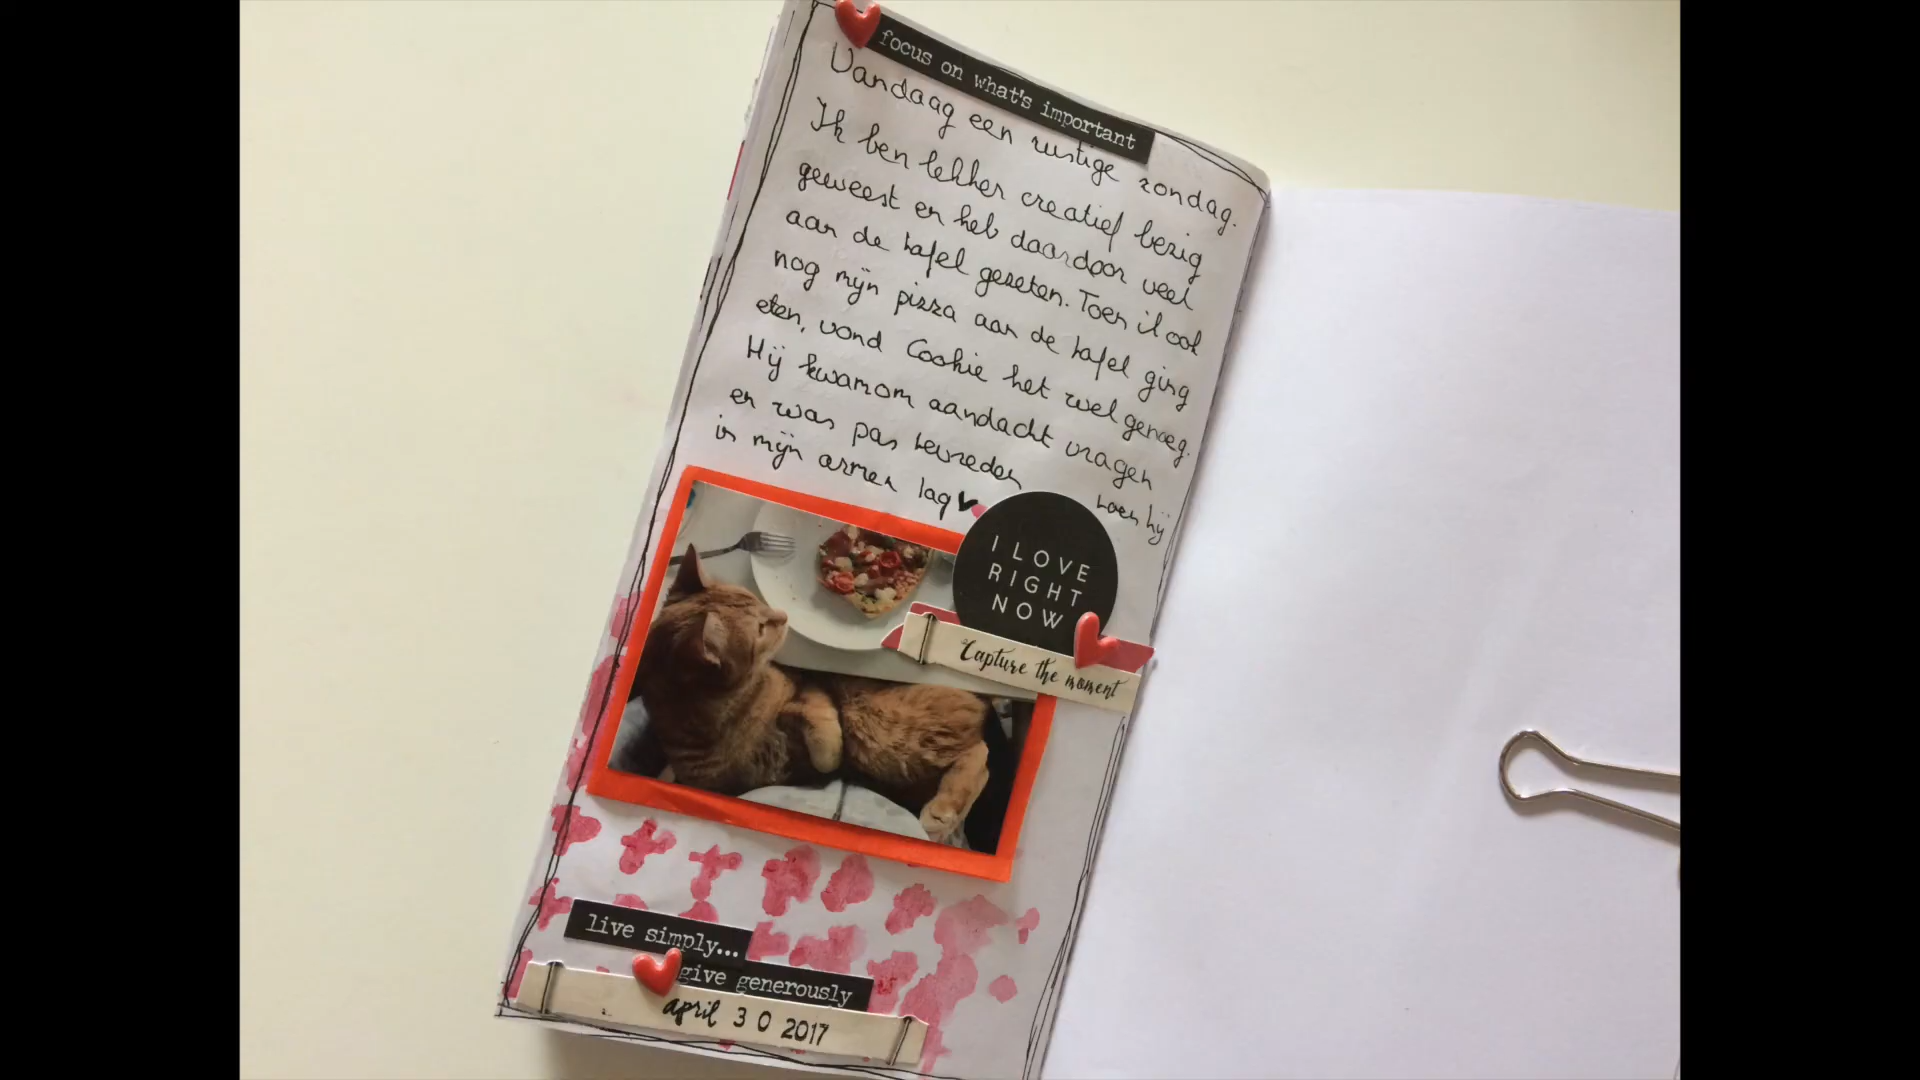 focus on what's important
Vandaag een rustige zondag.
Ik ben lekker creatief bezig
geweest en heb daardoor veel
aan de tafel gezeten. Toen ik ook
nog mijn pizza aan de tafel ging
eten, vond Cookie het wel genoeg.
Hij kwam om aandacht vragen
en was pas tevreden toen hij
in mijn armen lag
I LOVE
RIGHT
NOW
Capture the moment
live simply...
give generously
april 30 2017